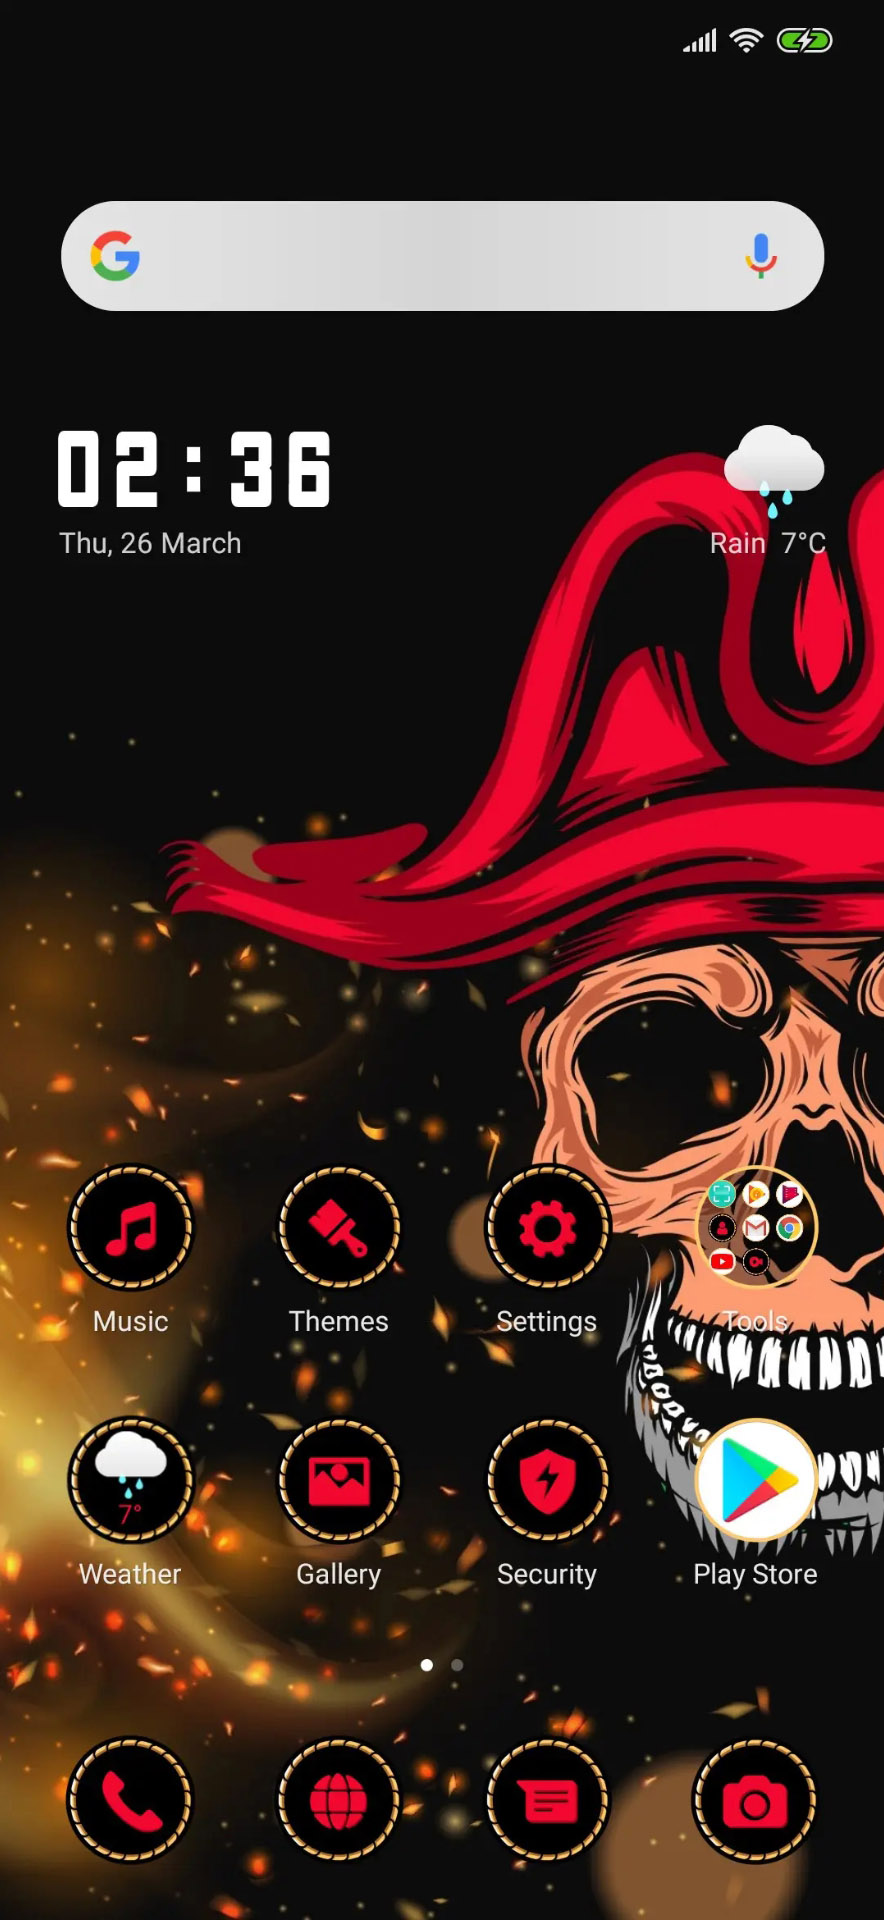 02:36
Thu, 26 March
Rain 7°C
Music
Themes
Settings
Tools
7°
Weather
Gallery
Security
Play Store